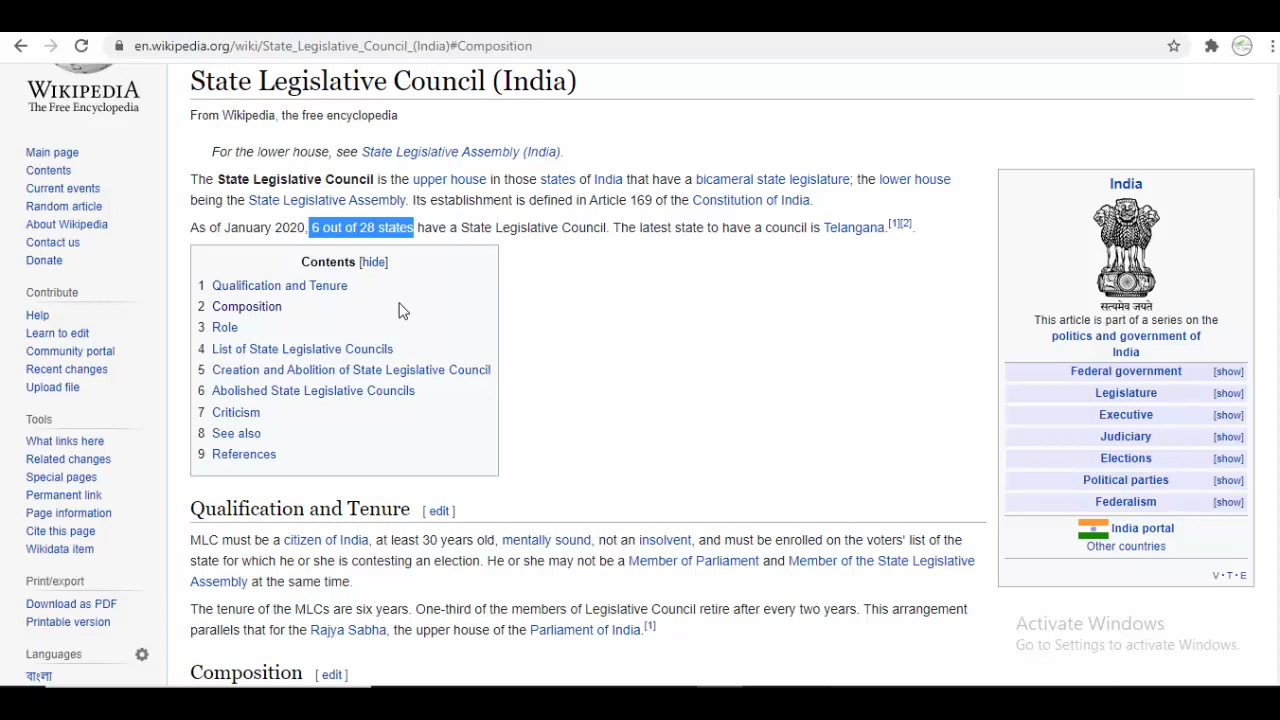 en.wikipedia.org/wiki/State_Legislative_Council_(India)#Composition
WIKIPEDIA
The Free Encyclopedia
Main page
Contents
Current events
Random article
About Wikipedia
Contact us
Donate
Contribute
Help
Learn to edit
Community portal
Recent changes
Upload file
Tools
What links here
Related changes
Special pages
Permanent link
Page information
Cite this page
Wikidata item
Print/export
Download as PDF
Printable version
Languages
বাংলা
State Legislative Council (India)
From Wikipedia, the free encyclopedia
For the lower house, see State Legislative Assembly (India).
The State Legislative Council is the upper house in those states of India that have a bicameral state legislature; the lower house
being the State Legislative Assembly. Its establishment is defined in Article 169 of the Constitution of India.
As of January 2020, 6 out of 28 states have a State Legislative Council. The latest state to have a council is Telangana.[1][2].
Contents [hide]
1 Qualification and Tenure
2 Composition
3 Role
4 List of State Legislative Councils
5 Creation and Abolition of State Legislative Council
6 Abolished State Legislative Councils
7 Criticism
8 See also
9 References
Qualification and Tenure [ edit ]
MLC must be a citizen of India, at least 30 years old, mentally sound, not an insolvent, and must be enrolled on the voters' list of the
state for which he or she is contesting an election. He or she may not be a Member of Parliament and Member of the State Legislative
Assembly at the same time.
The tenure of the MLCs are six years. One-third of the members of Legislative Council retire after every two years. This arrangement
parallels that for the Rajya Sabha, the upper house of the Parliament of India.[1]
Composition [ edit ]
India
सत्यमेव जयते
This article is part of a series on the
politics and government of
India
Federal government [show]
Legislature [show]
Executive [show]
Judiciary [show]
Elections [show]
Political parties [show]
Federalism [show]
India portal
Other countries
V · T · E
Activate Windows
Go to Settings to activate Windows.